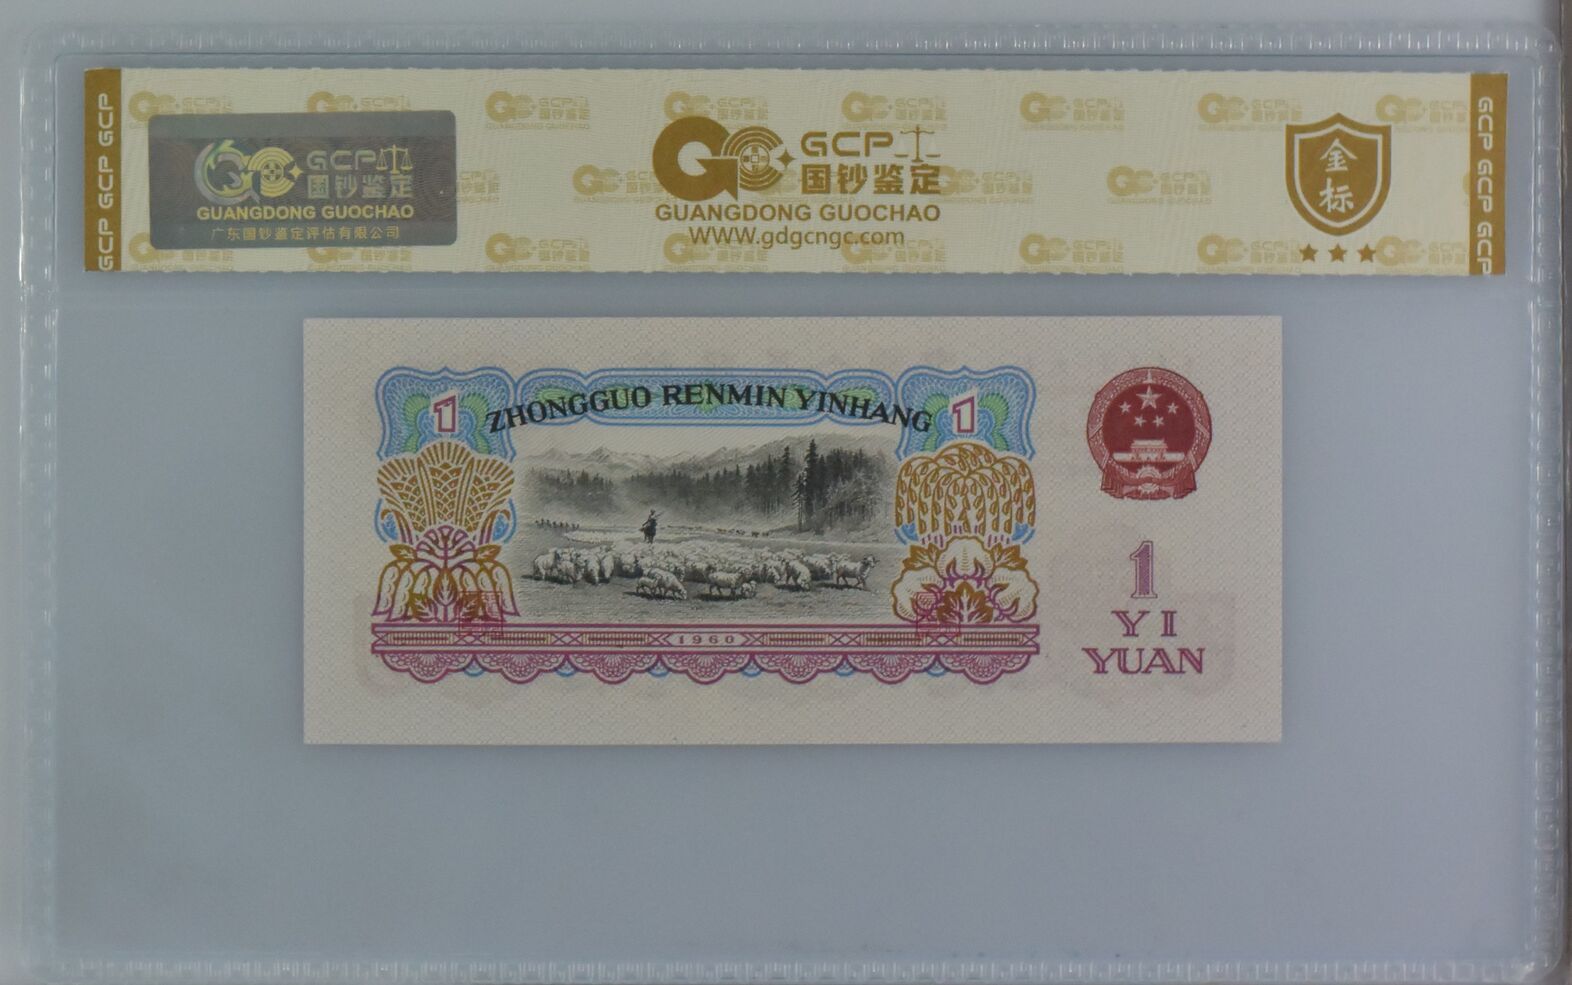 GCP GCP GCP
GCP
国钞鉴定
GUANGDONG GUOCHAO
广东国钞鉴定评估有限公司
GCP
国钞鉴定
GUANGDONG GUOCHAO
WWW.gdgcngc.com
金
标
GCP GCP GCP
1
ZHONGGUO RENMIN YINHANG
1
1960
1
YI
YUAN